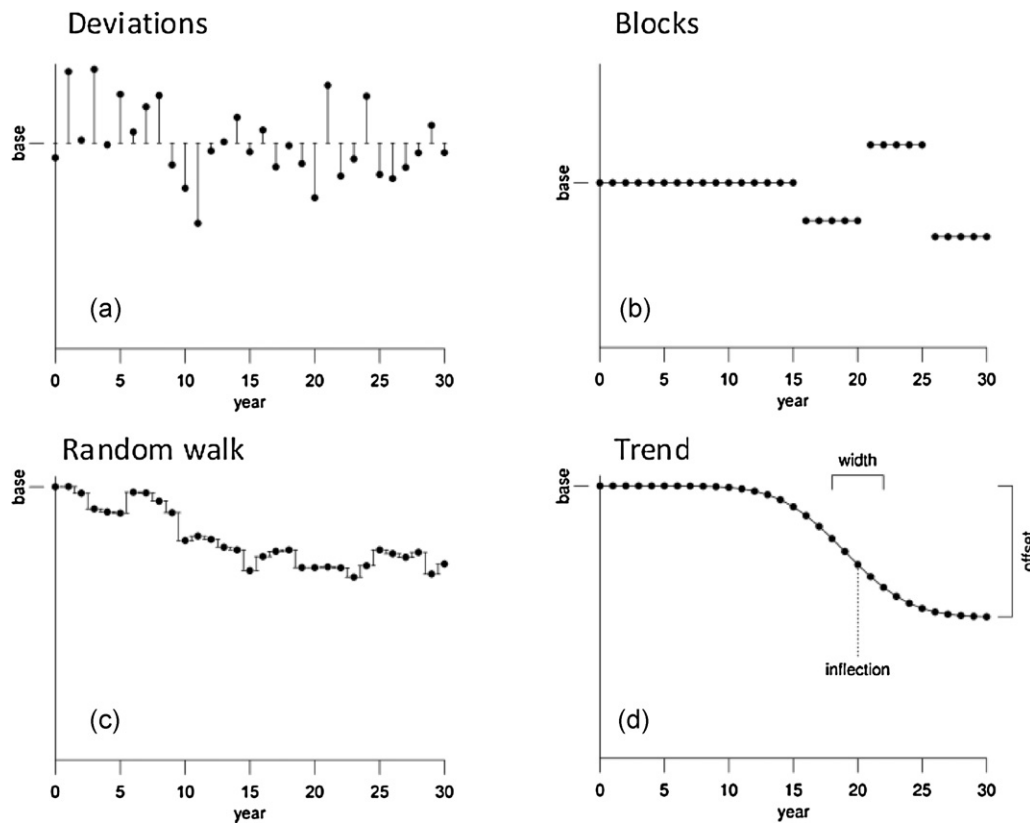 Deviations
base
(a)
0 5 10 15 20 25 30
year
Blocks
base
(b)
0 5 10 15 20 25 30
year
Random walk
base
(c)
0 5 10 15 20 25 30
year
Trend
width
base
offset
inflection
(d)
0 5 10 15 20 25 30
year